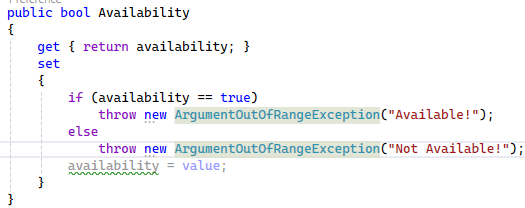 Preference
public bool Availability
{
get { return availability; }
set
{
if (availability == true)
throw new ArgumentOutOfRangeException("Available!");
else
throw new ArgumentOutOfRangeException("Not Available!");
availability = value;
}
}